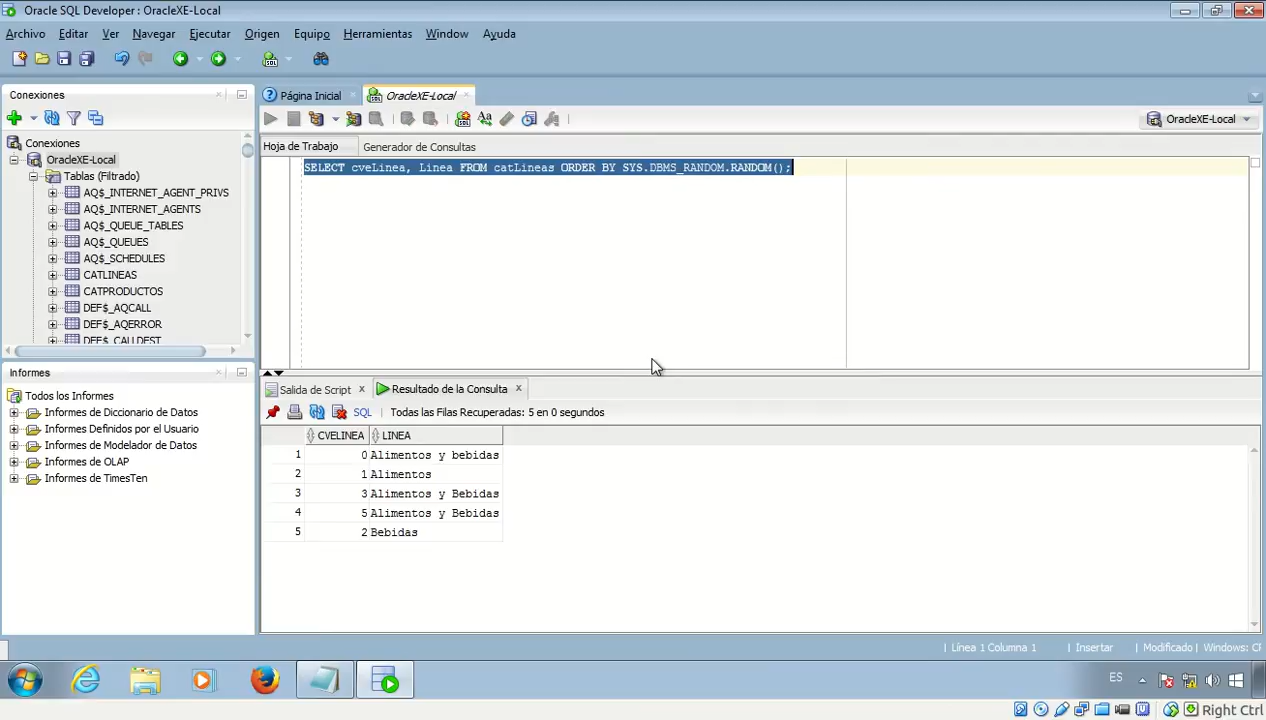 Oracle SQL Developer : OracleXE-Local
Archivo Editar Ver Navegar Ejecutar Origen Equipo Herramientas Window Ayuda
Conexiones
Página Inicial
OracleXE-Local
OracleXE-Local
Hoja de Trabajo Generador de Consultas
Conexiones
OracleXE-Local
Tablas (Filtrado)
AQ$_INTERNET_AGENT_PRIVS
AQ$_INTERNET_AGENTS
AQ$_QUEUE_TABLES
AQ$_QUEUES
AQ$_SCHEDULES
CATLINEAS
CATPRODUCTOS
DEF$_AQCALL
DEF$_AQERROR
DEF$_CALLDEST
SELECT cveLinea, Linea FROM catLineas ORDER BY SYS.DBMS_RANDOM.RANDOM();
Informes
Todos los Informes
Informes de Diccionario de Datos
Informes Definidos por el Usuario
Informes de Modelador de Datos
Informes de OLAP
Informes de TimesTen
Salida de Script Resultado de la Consulta
SQL Todas las Filas Recuperadas: 5 en 0 segundos
CVELINEA LINEA
1 0 Alimentos y bebidas
2 1 Alimentos
3 3 Alimentos y Bebidas
4 5 Alimentos y Bebidas
5 2 Bebidas
Línea 1 Columna 1 Insertar Modificado Windows:
ES
Right Ctrl